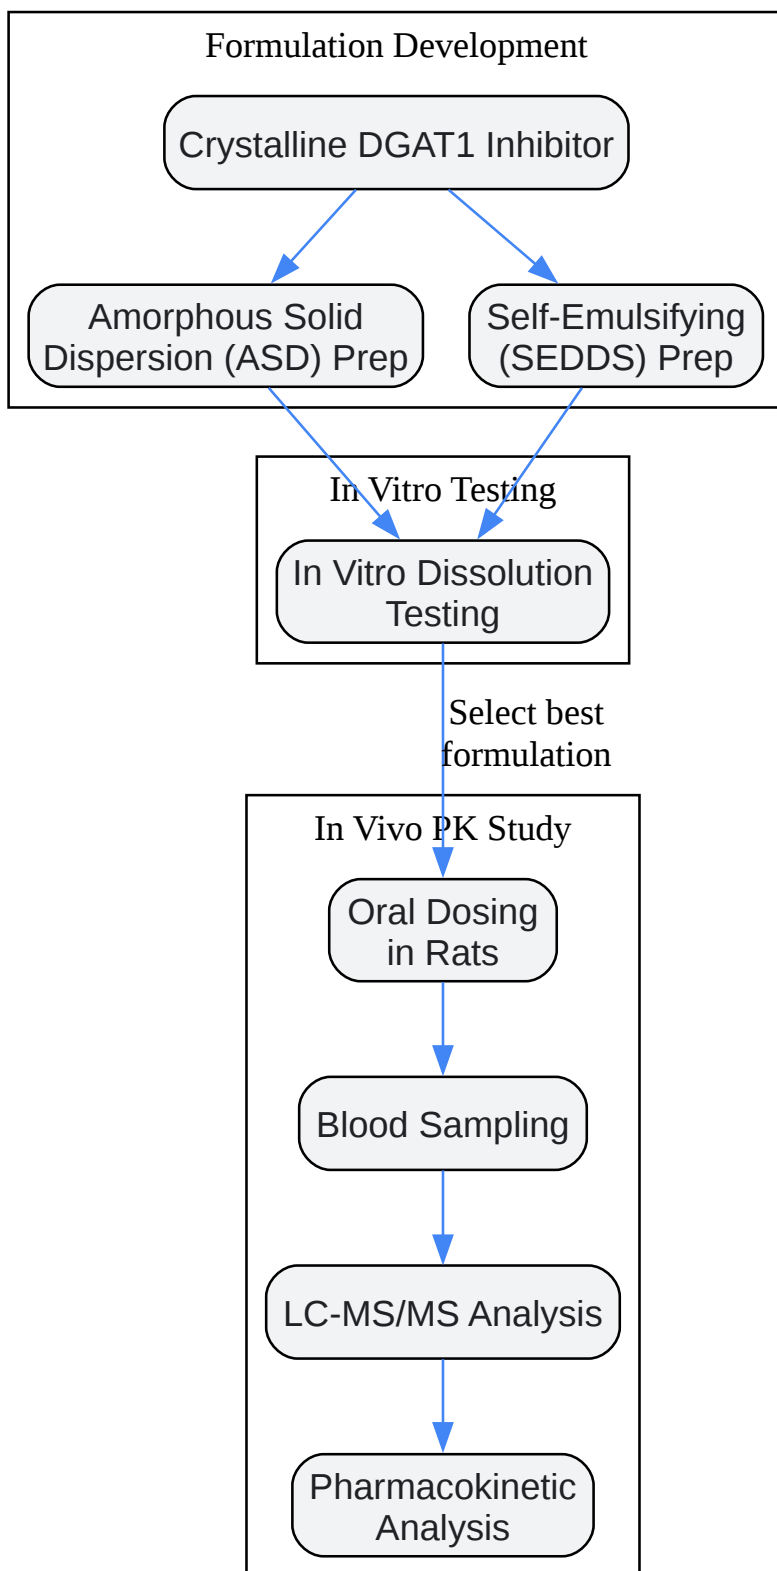 Formulation Development
Crystalline DGAT1 Inhibitor
Amorphous Solid
Dispersion (ASD) Prep
Self-Emulsifying
(SEDDS) Prep
In Vitro Testing
In Vitro Dissolution
Testing
Select best
formulation
In Vivo PK Study
Oral Dosing
in Rats
Blood Sampling
LC-MS/MS Analysis
Pharmacokinetic
Analysis